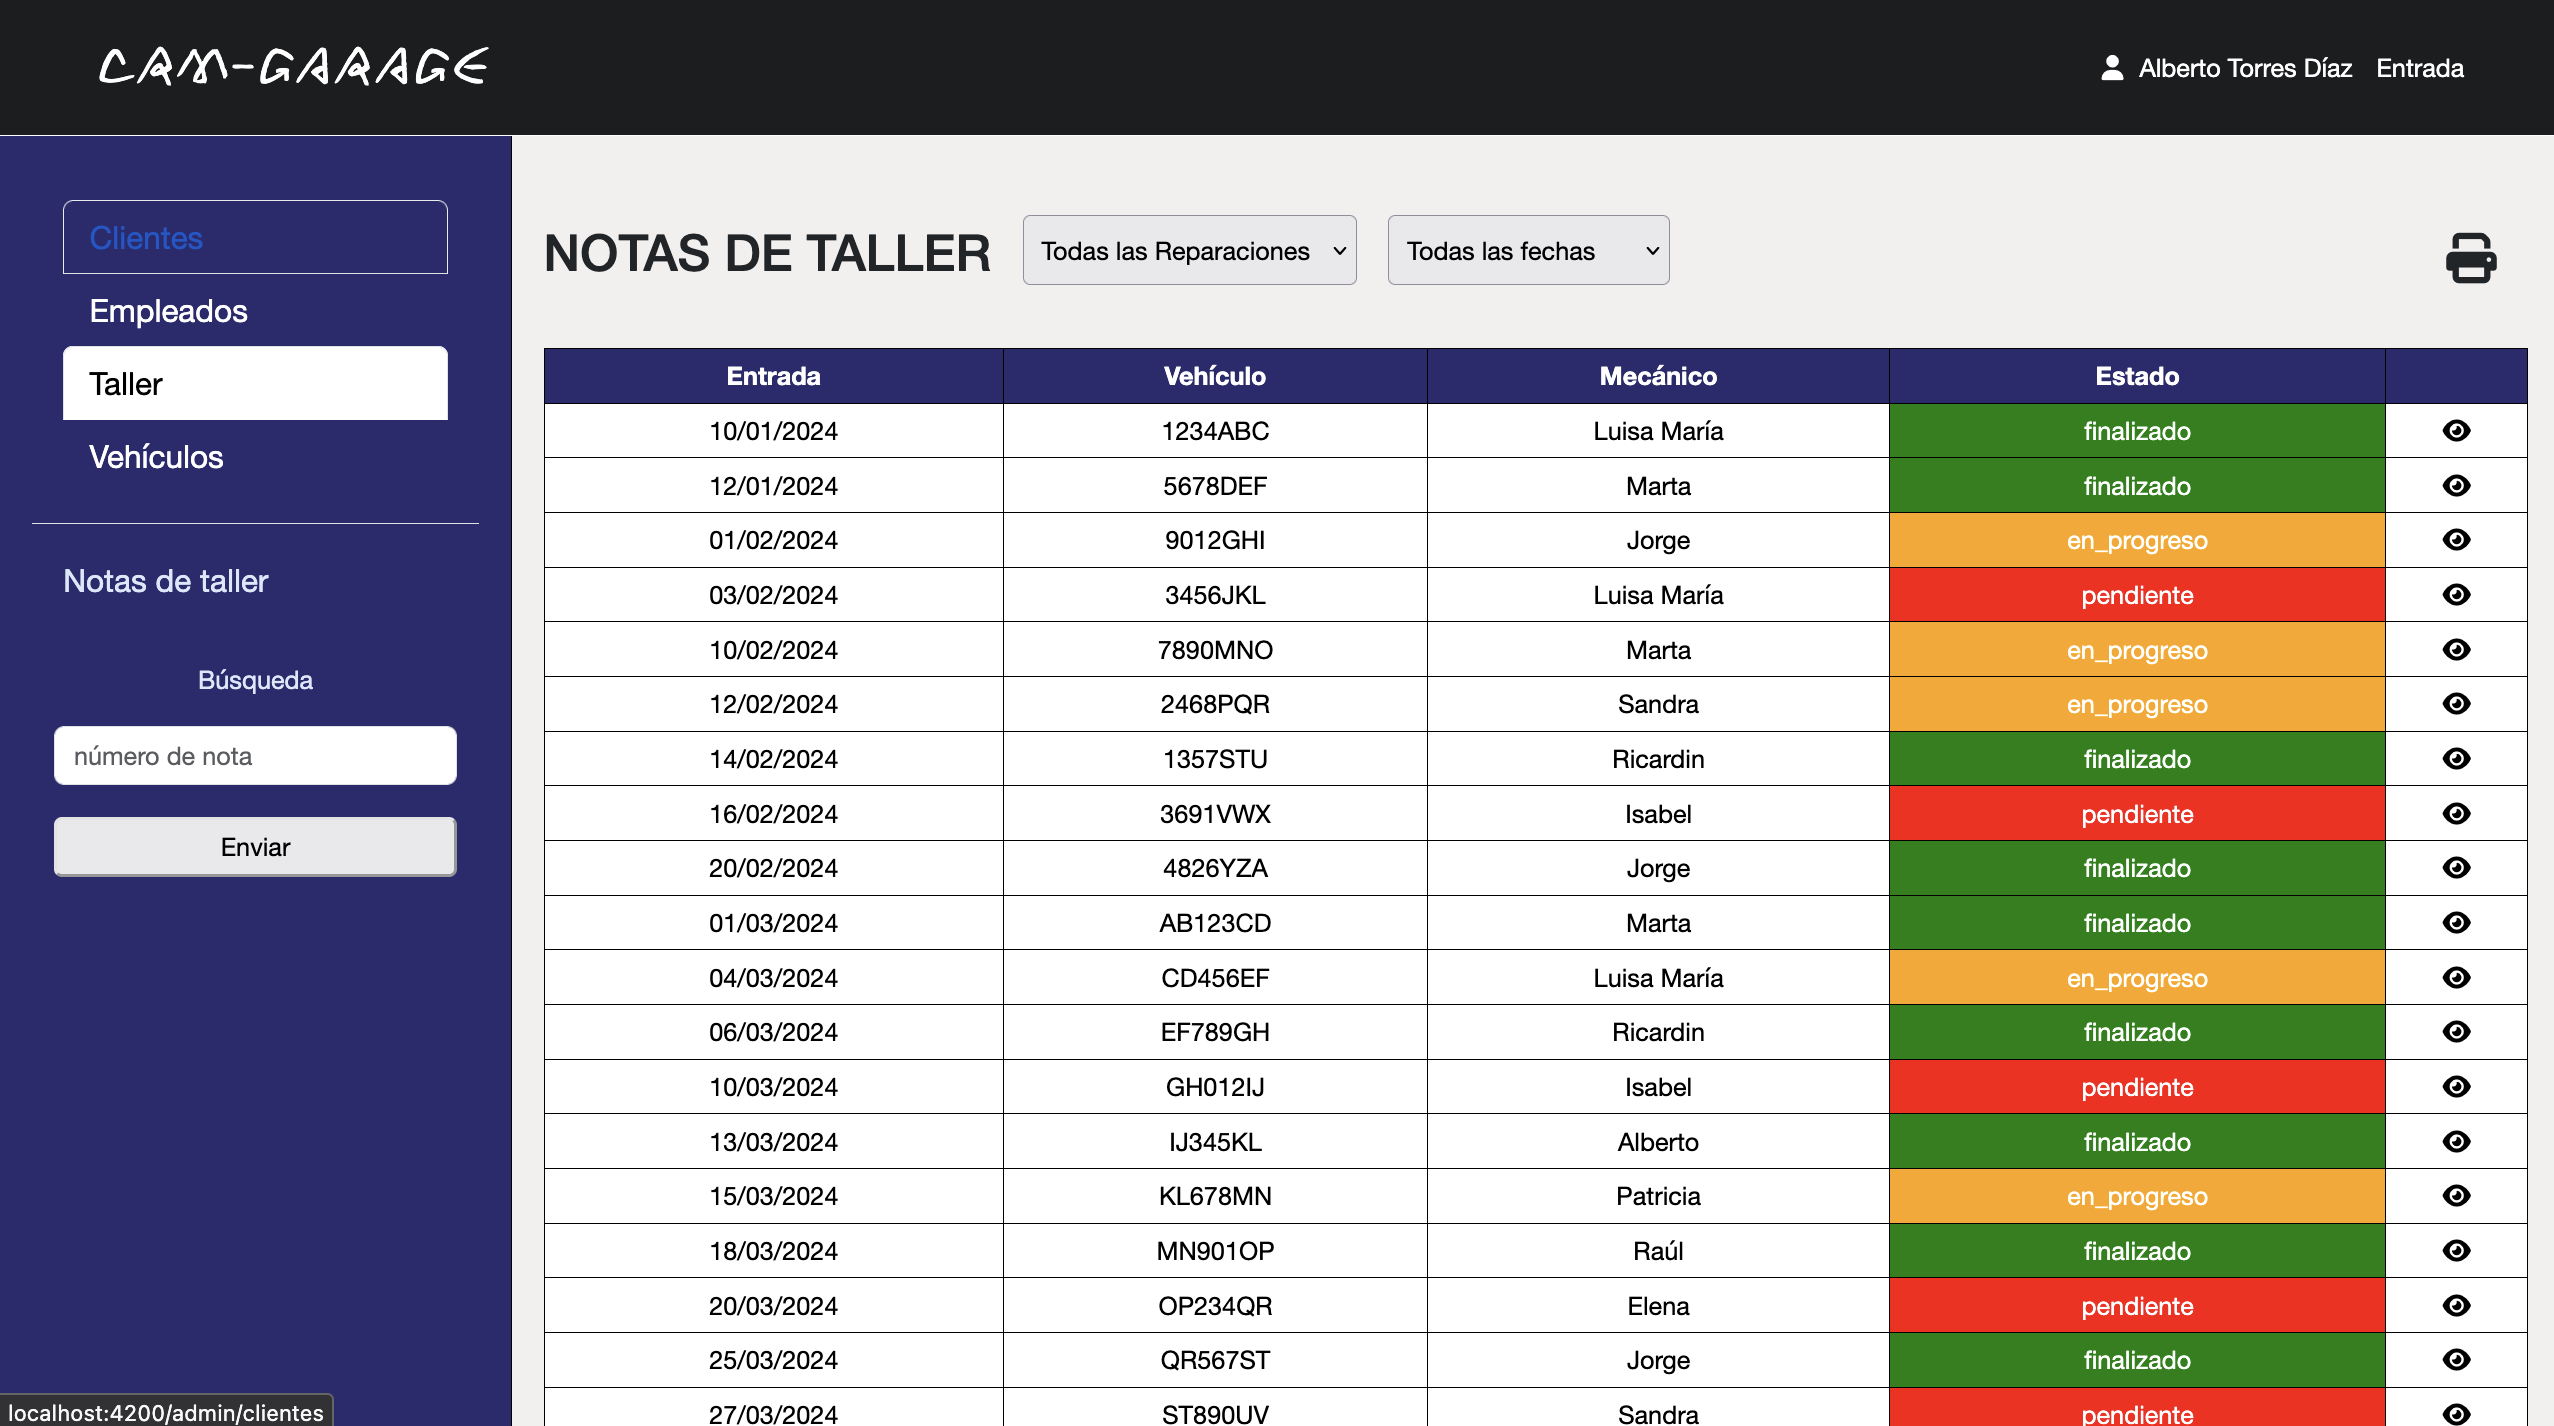 CAM-GARAGE
Alberto Torres Díaz Entrada
Clientes
Empleados
Taller
Vehículos
Notas de taller
Búsqueda
número de nota
Enviar
NOTAS DE TALLER Todas las Reparaciones Todas las fechas
Entrada Vehículo Mecánico Estado
10/01/2024 1234ABC Luisa María finalizado
12/01/2024 5678DEF Marta finalizado
01/02/2024 9012GHI Jorge en_progreso
03/02/2024 3456JKL Luisa María pendiente
10/02/2024 7890MNO Marta en_progreso
12/02/2024 2468PQR Sandra en_progreso
14/02/2024 1357STU Ricardin finalizado
16/02/2024 3691VWX Isabel pendiente
20/02/2024 4826YZA Jorge finalizado
01/03/2024 AB123CD Marta finalizado
04/03/2024 CD456EF Luisa María en_progreso
06/03/2024 EF789GH Ricardin finalizado
10/03/2024 GH012IJ Isabel pendiente
13/03/2024 IJ345KL Alberto finalizado
15/03/2024 KL678MN Patricia en_progreso
18/03/2024 MN901OP Raúl finalizado
20/03/2024 OP234QR Elena pendiente
25/03/2024 QR567ST Jorge finalizado
27/03/2024 ST890UV Sandra pendiente
localhost:4200/admin/clientes